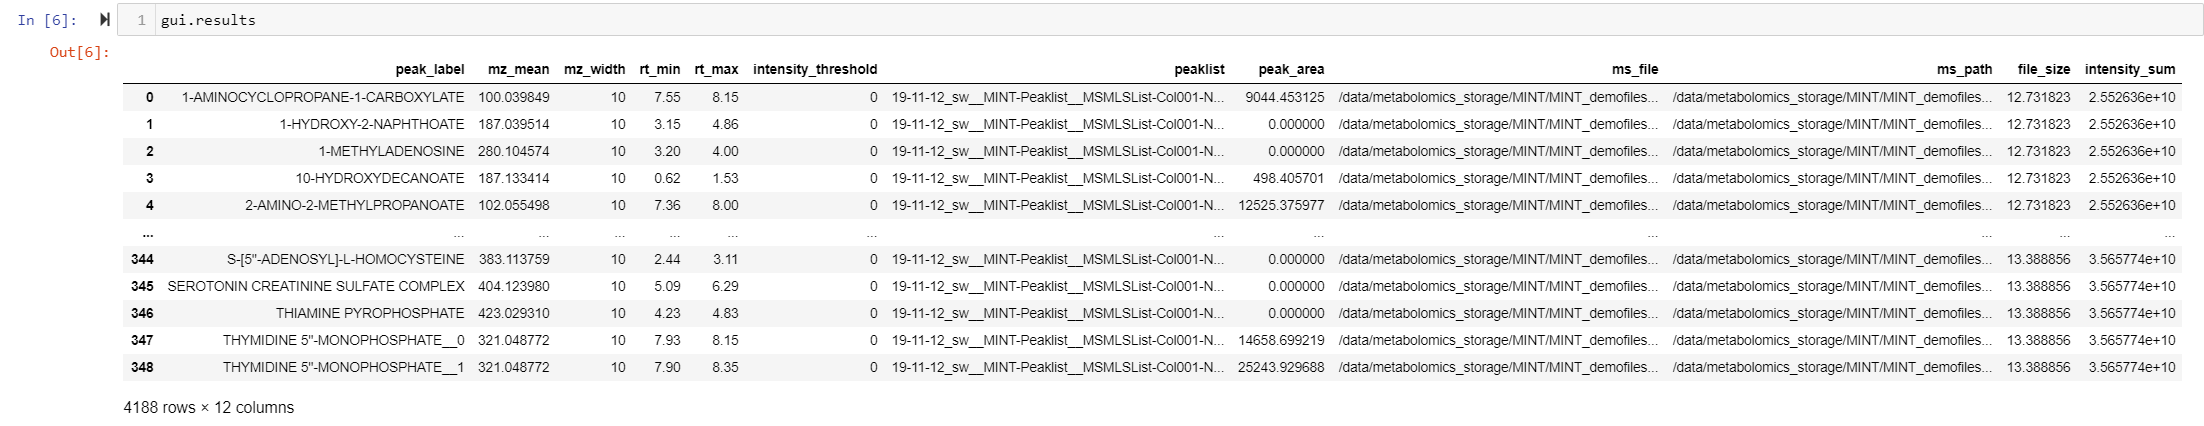 In [6]: 1 gui.results
Out[6]:
peak_label mz_mean mz_width rt_min rt_max intensity_threshold peaklist peak_area ms_file ms_path file_size intensity_sum
0 1-AMINOCYCLOPROPANE-1-CARBOXYLATE 100.039849 10 7.55 8.15 0 19-11-12_sw__MINT-Peaklist__MSMLSList-Col001-N... 9044.453125 /data/metabolomics_storage/MINT/MINT_demofiles... /data/metabolomics_storage/MINT/MINT_demofiles... 12.731823 2.552636e+10
1 1-HYDROXY-2-NAPHTHOATE 187.039514 10 3.15 4.86 0 19-11-12_sw__MINT-Peaklist__MSMLSList-Col001-N... 0.000000 /data/metabolomics_storage/MINT/MINT_demofiles... /data/metabolomics_storage/MINT/MINT_demofiles... 12.731823 2.552636e+10
2 1-METHYLADENOSINE 280.104574 10 3.20 4.00 0 19-11-12_sw__MINT-Peaklist__MSMLSList-Col001-N... 0.000000 /data/metabolomics_storage/MINT/MINT_demofiles... /data/metabolomics_storage/MINT/MINT_demofiles... 12.731823 2.552636e+10
3 10-HYDROXYDECANOATE 187.133414 10 0.62 1.53 0 19-11-12_sw__MINT-Peaklist__MSMLSList-Col001-N... 498.405701 /data/metabolomics_storage/MINT/MINT_demofiles... /data/metabolomics_storage/MINT/MINT_demofiles... 12.731823 2.552636e+10
4 2-AMINO-2-METHYLPROPANOATE 102.055498 10 7.36 8.00 0 19-11-12_sw__MINT-Peaklist__MSMLSList-Col001-N... 12525.375977 /data/metabolomics_storage/MINT/MINT_demofiles... /data/metabolomics_storage/MINT/MINT_demofiles... 12.731823 2.552636e+10
... ... ... ... ... ... ... ... ... ... ... ... ...
344 S-[5"-ADENOSYL]-L-HOMOCYSTEINE 383.113759 10 2.44 3.11 0 19-11-12_sw__MINT-Peaklist__MSMLSList-Col001-N... 0.000000 /data/metabolomics_storage/MINT/MINT_demofiles... /data/metabolomics_storage/MINT/MINT_demofiles... 13.388856 3.565774e+10
345 SEROTONIN CREATININE SULFATE COMPLEX 404.123980 10 5.09 6.29 0 19-11-12_sw__MINT-Peaklist__MSMLSList-Col001-N... 0.000000 /data/metabolomics_storage/MINT/MINT_demofiles... /data/metabolomics_storage/MINT/MINT_demofiles... 13.388856 3.565774e+10
346 THIAMINE PYROPHOSPHATE 423.029310 10 4.23 4.83 0 19-11-12_sw__MINT-Peaklist__MSMLSList-Col001-N... 0.000000 /data/metabolomics_storage/MINT/MINT_demofiles... /data/metabolomics_storage/MINT/MINT_demofiles... 13.388856 3.565774e+10
347 THYMIDINE 5"-MONOPHOSPHATE__0 321.048772 10 7.93 8.15 0 19-11-12_sw__MINT-Peaklist__MSMLSList-Col001-N... 14658.699219 /data/metabolomics_storage/MINT/MINT_demofiles... /data/metabolomics_storage/MINT/MINT_demofiles... 13.388856 3.565774e+10
348 THYMIDINE 5"-MONOPHOSPHATE__1 321.048772 10 7.90 8.35 0 19-11-12_sw__MINT-Peaklist__MSMLSList-Col001-N... 25243.929688 /data/metabolomics_storage/MINT/MINT_demofiles... /data/metabolomics_storage/MINT/MINT_demofiles... 13.388856 3.565774e+10
4188 rows × 12 columns